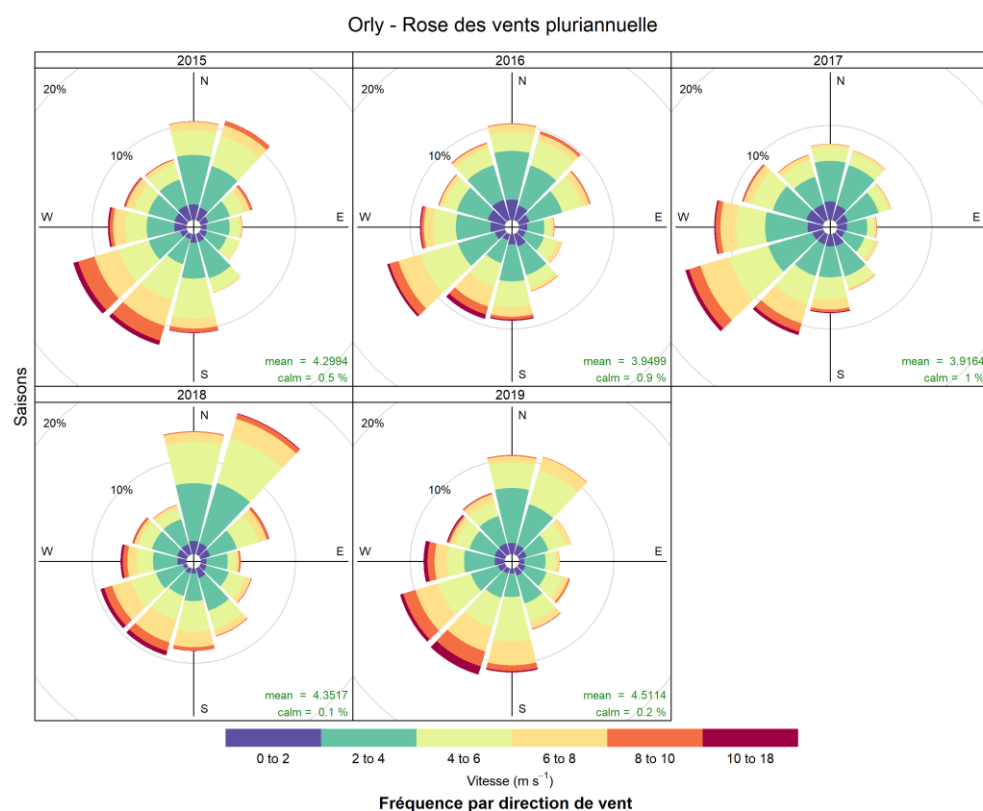 Orly - Rose des vents pluriannuelle
2015
2016
2017
20%
10%
N
W
E
S
mean = 4.2994
calm = 0.5 %
20%
10%
N
W
E
S
mean = 3.9499
calm = 0.9 %
20%
10%
N
W
E
S
mean = 3.9164
calm = 1 %
Saisons
2018
2019
20%
10%
N
W
E
S
mean = 4.3517
calm = 0.1 %
20%
10%
N
W
E
S
mean = 4.5114
calm = 0.2 %
0 to 2
2 to 4
4 to 6
6 to 8
8 to 10
10 to 18
Vitesse (m s⁻¹)
Fréquence par direction de vent